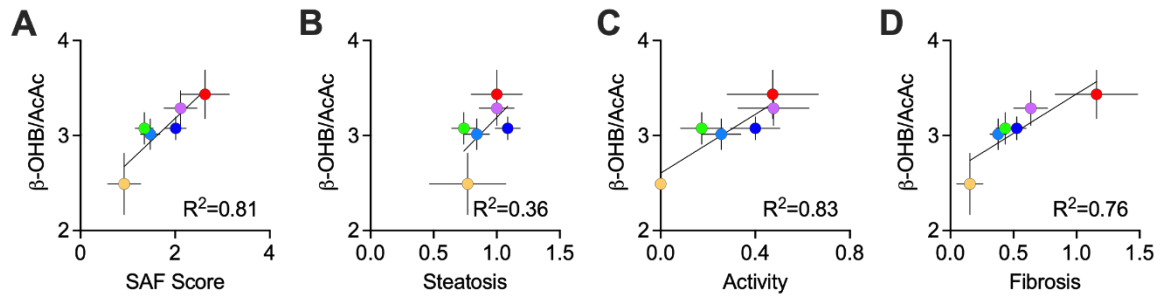 A
4
3
2
β-OHB/AcAc
0
2
4
SAF Score
R²=0.81
B
4
3
2
β-OHB/AcAc
0.0
0.5
1.0
1.5
Steatosis
R²=0.36
C
4
3
2
β-OHB/AcAc
0.0
0.4
0.8
Activity
R²=0.83
D
4
3
2
β-OHB/AcAc
0.0
0.5
1.0
1.5
Fibrosis
R²=0.76